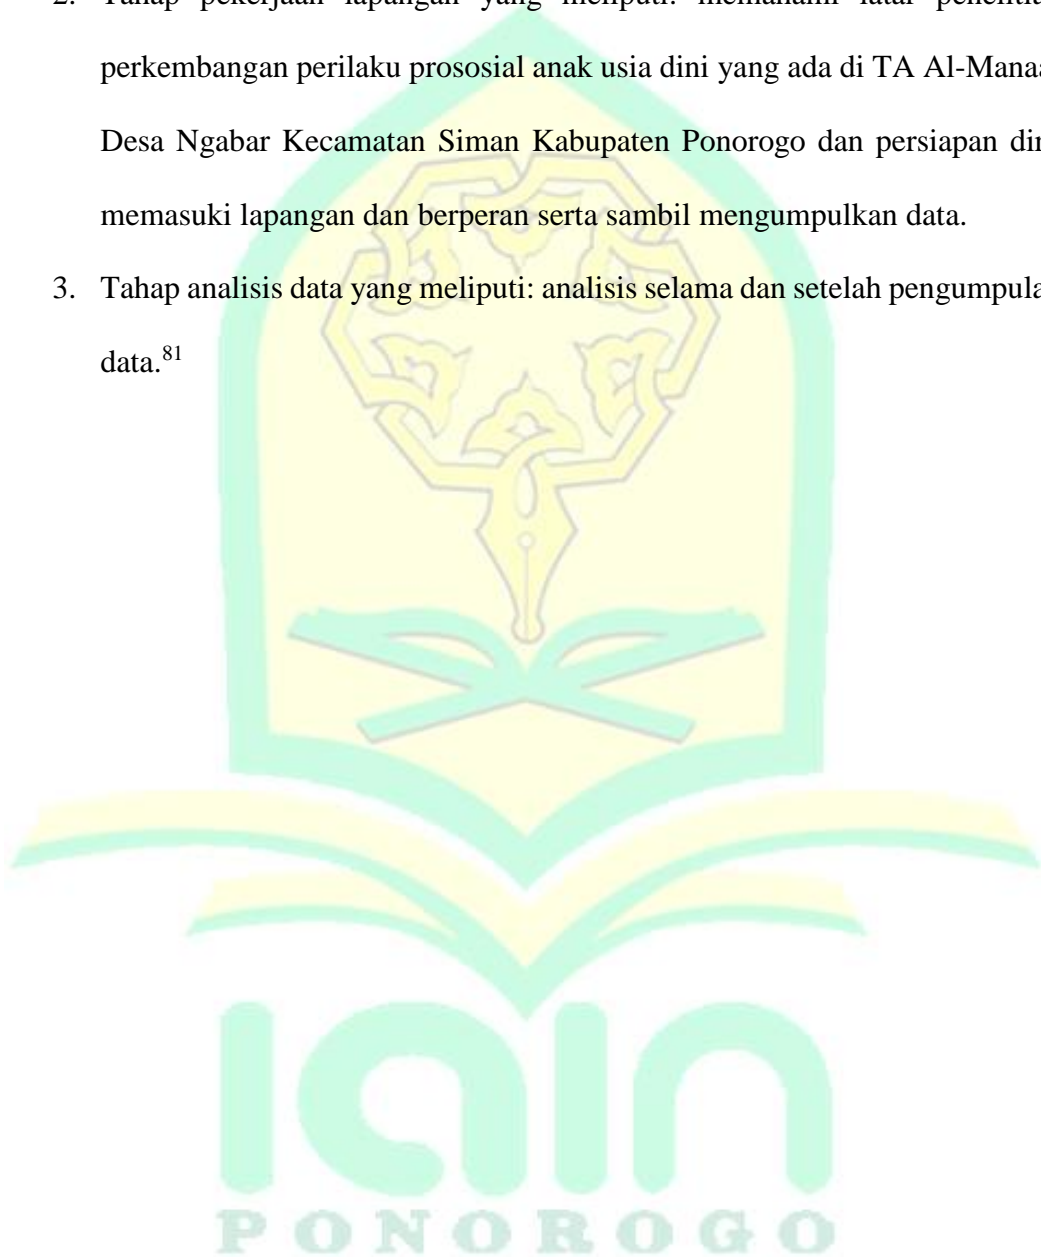 2. Tahap pekerjaan lapangan yang meliputi: memahami latar penelitia
perkembangan perilaku prososial anak usia dini yang ada di TA Al-Manaa
Desa Ngabar Kecamatan Siman Kabupaten Ponorogo dan persiapan dir
memasuki lapangan dan berperan serta sambil mengumpulkan data.
3. Tahap analisis data yang meliputi: analisis selama dan setelah pengumpula
data.81
iain
PONOROGO